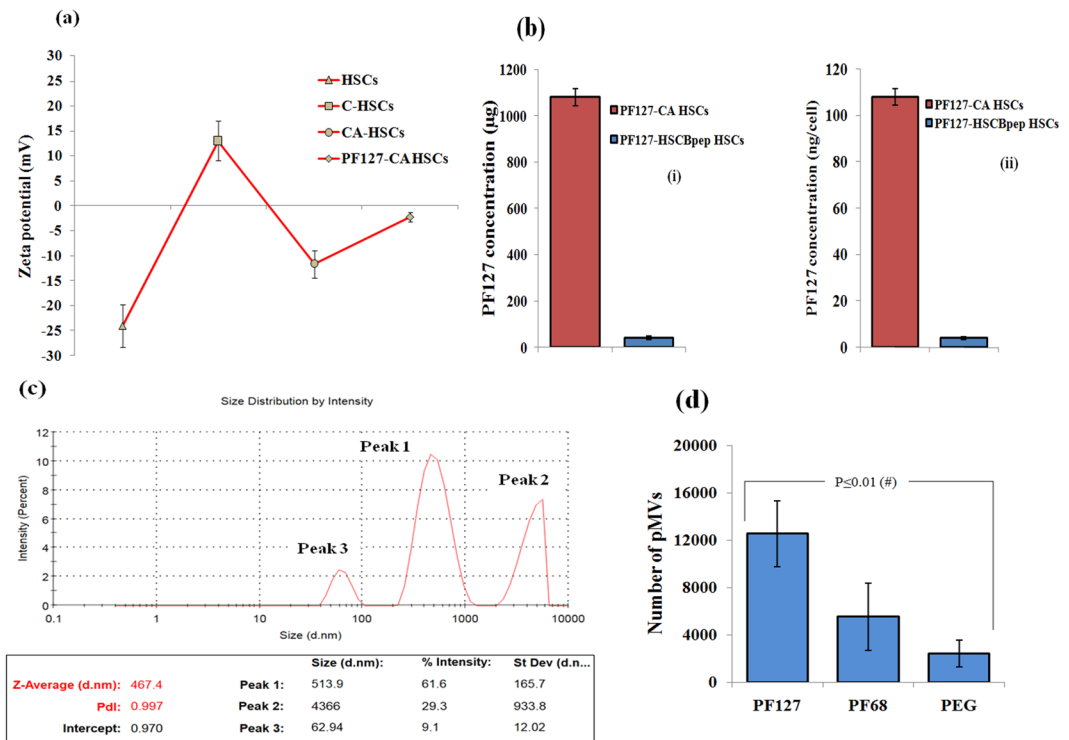 (a)
Zeta potential (mV)
30
25
20
15
10
5
0
-5
-10
-15
-20
-25
-30
HSCs
C-HSCs
CA-HSCs
PF127-CA HSCs
(b)
PF127 concentration (µg)
1200
1000
800
600
400
200
0
PF127-CA HSCs
PF127-HSCBpep HSCs
(i)
PF127 concentration (ng/cell)
120
100
80
60
40
20
0
PF127-CA HSCs
PF127-HSCBpep HSCs
(ii)
(c)
Size Distribution by Intensity
Intensity (Percent)
12
10
8
6
4
2
0
Peak 1
Peak 2
Peak 3
0.1 1 10 100 1000 10000
Size (d.nm)
Size (d.nm): % Intensity: St Dev (d.n...
Z-Average (d.nm): 467.4 Peak 1: 513.9 61.6 165.7
PdI: 0.997 Peak 2: 4366 29.3 933.8
Intercept: 0.970 Peak 3: 62.94 9.1 12.02
(d)
Number of pMVs
20000
16000
12000
8000
4000
0
P≤0.01 (#)
PF127 PF68 PEG